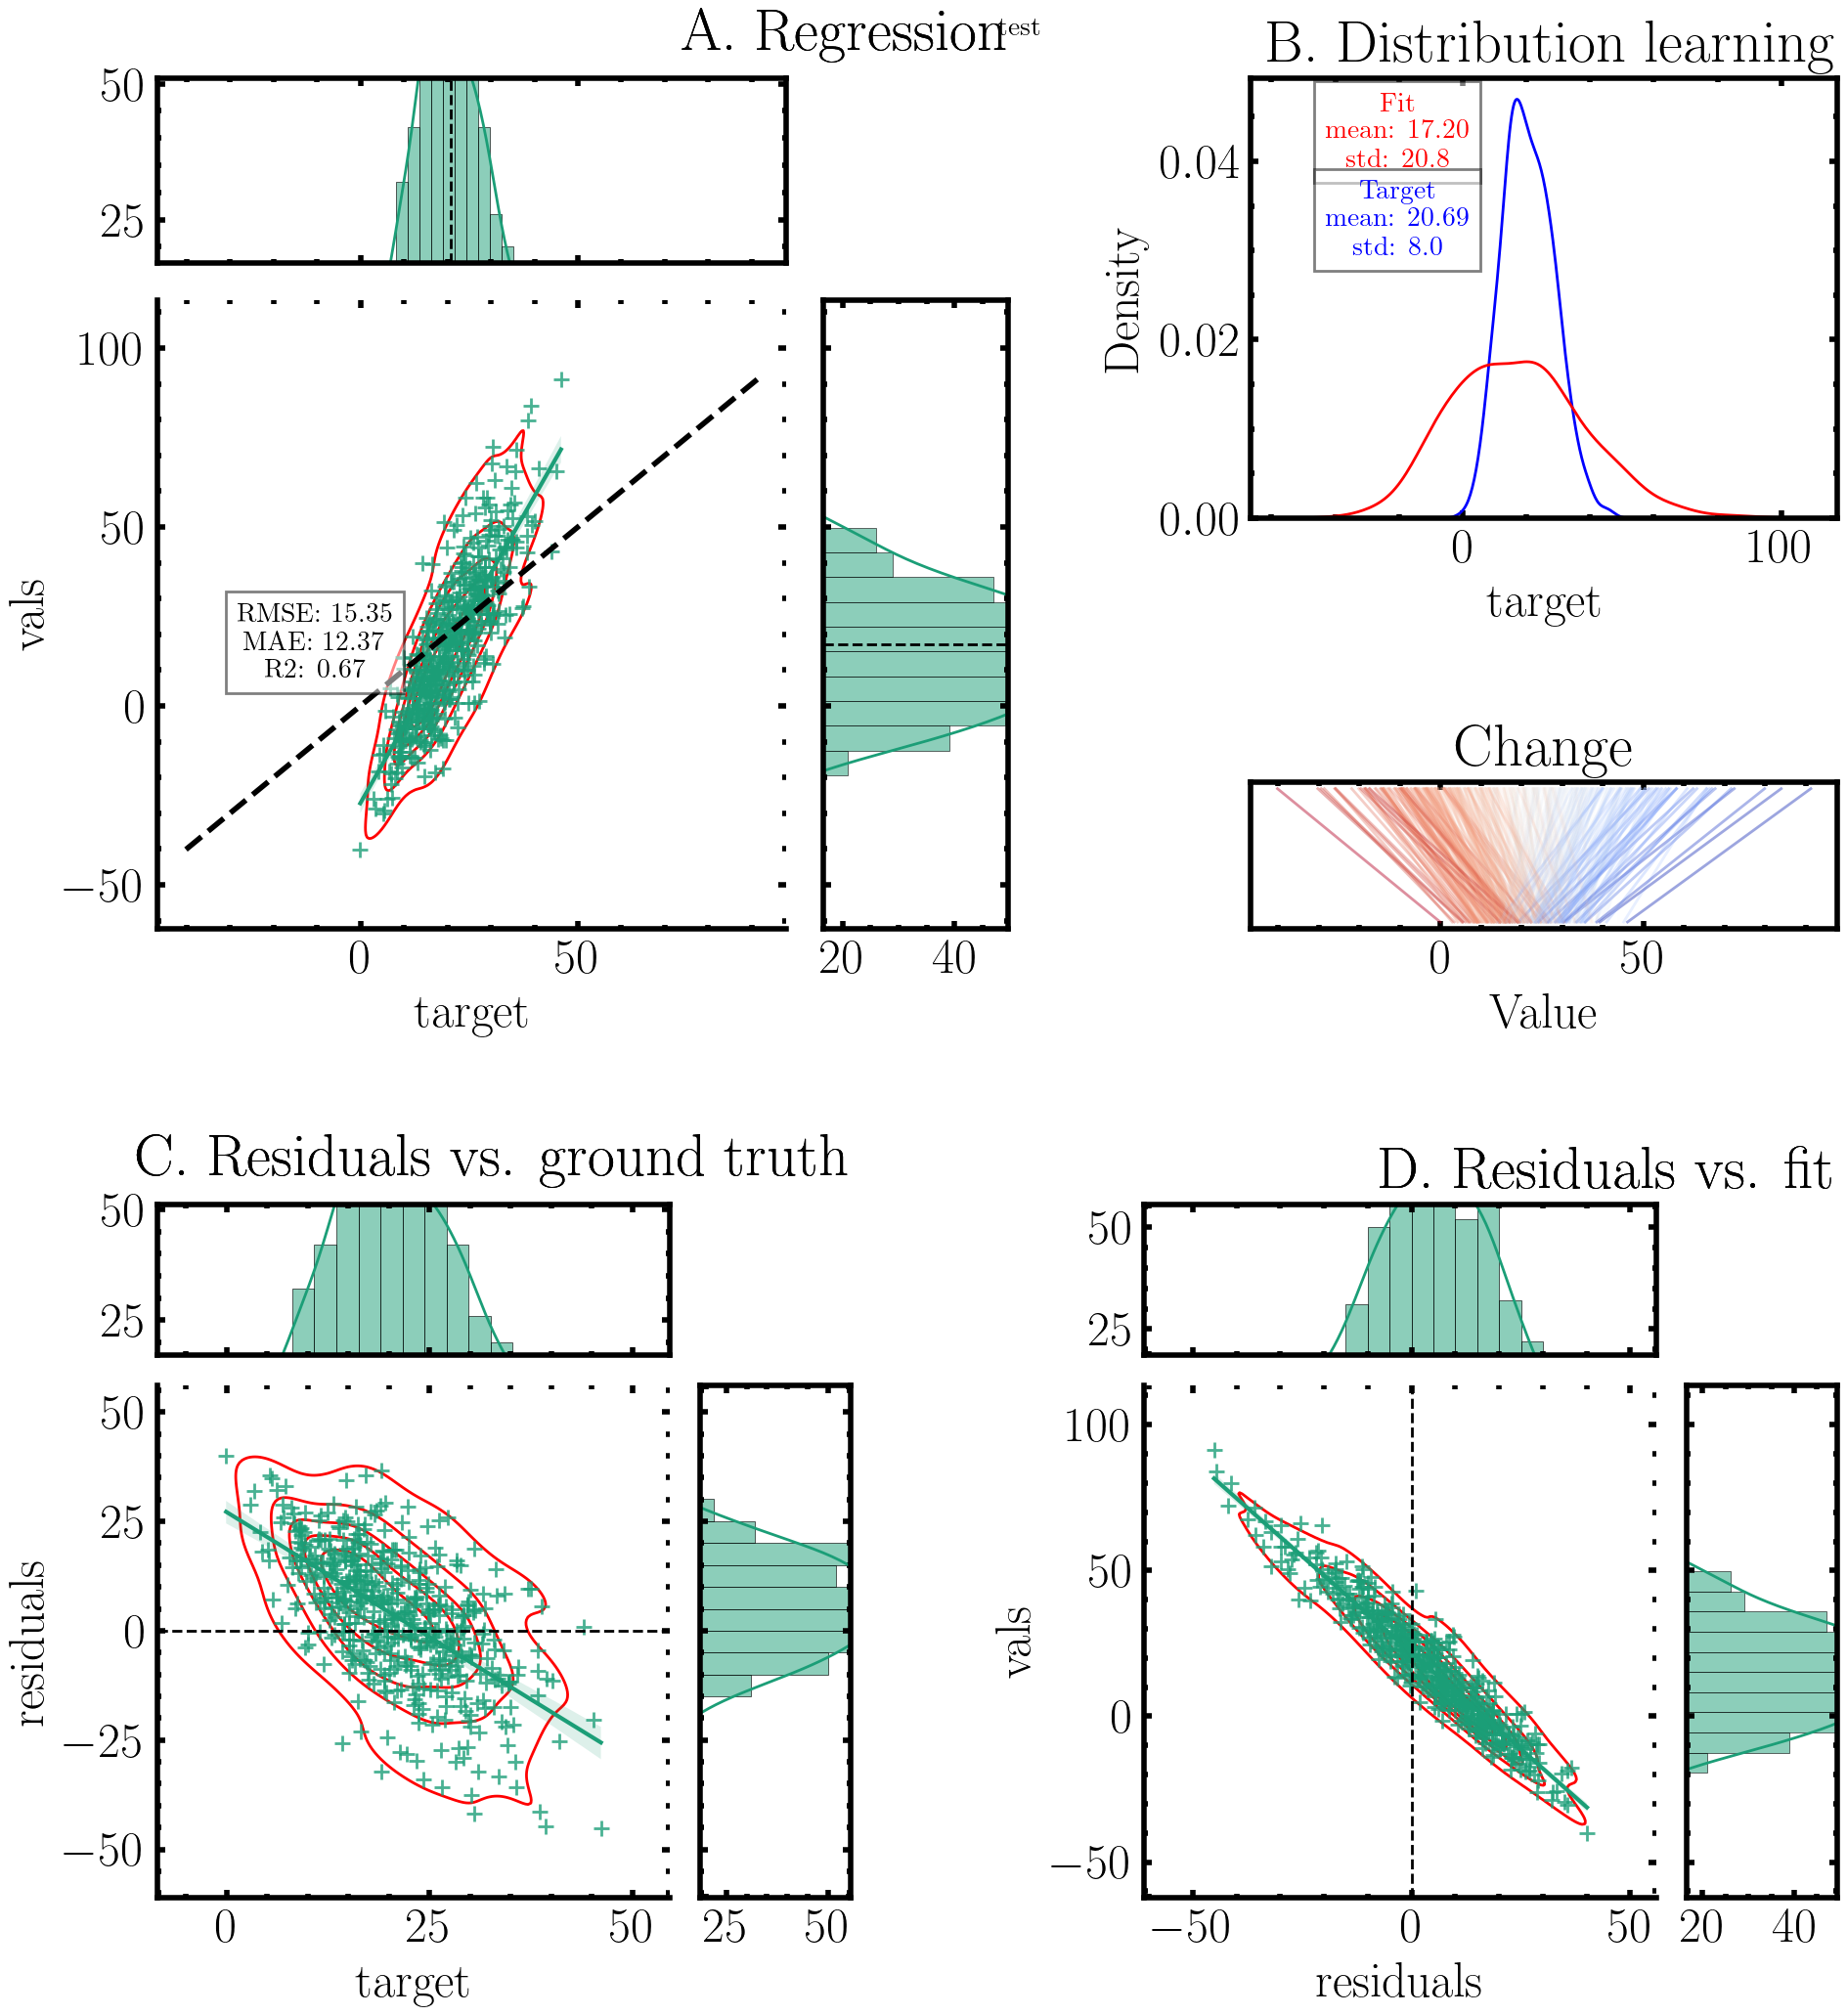 A. Regression
test
50
25
vals
100
50
0
−50
RMSE: 15.35
MAE: 12.37
R2: 0.67
0
50
target
20
40
B. Distribution learning
Density
0.04
0.02
0.00
Fit
mean: 17.20
std: 20.8
Target
mean: 20.69
std: 8.0
0
100
target
Change
0
50
Value
C. Residuals vs. ground truth
50
25
residuals
50
25
0
−25
−50
0
25
50
target
25
50
D. Residuals vs. fit
50
25
vals
100
50
0
−50
−50
0
50
residuals
20
40